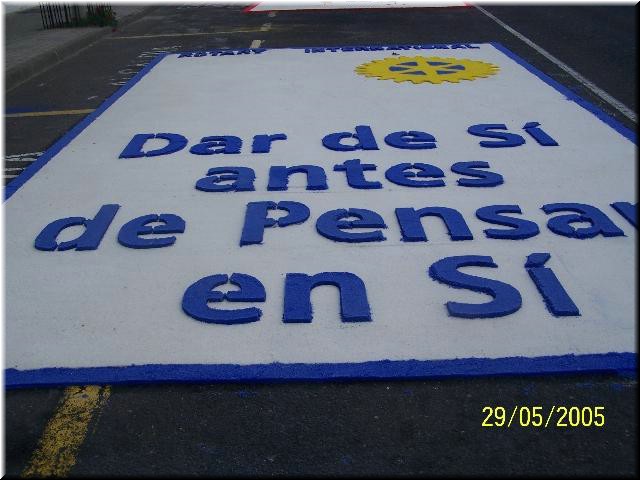 ROTARY INTERNATIONAL
Dar de Sí
antes
de Pensar
en Sí
29/05/2005